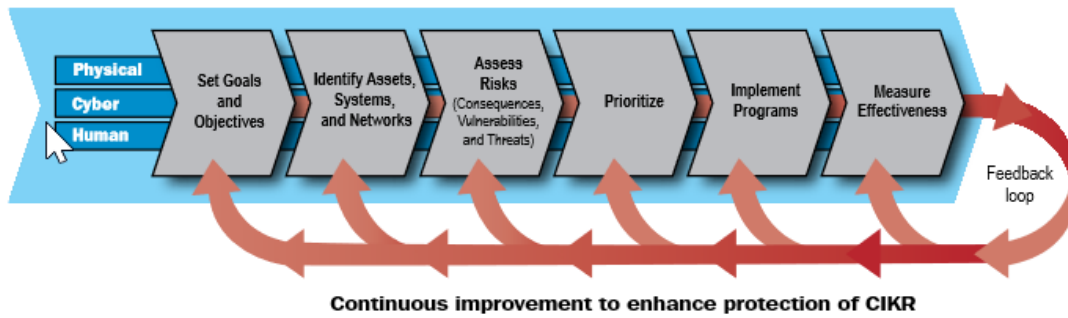 Physical
Cyber
Human
Set Goals
and
Objectives
Identify Assets,
Systems,
and Networks
Assess
Risks
(Consequences,
Vulnerabilities,
and Threats)
Prioritize
Implement
Programs
Measure
Effectiveness
Feedback
loop
Continuous improvement to enhance protection of CIKR